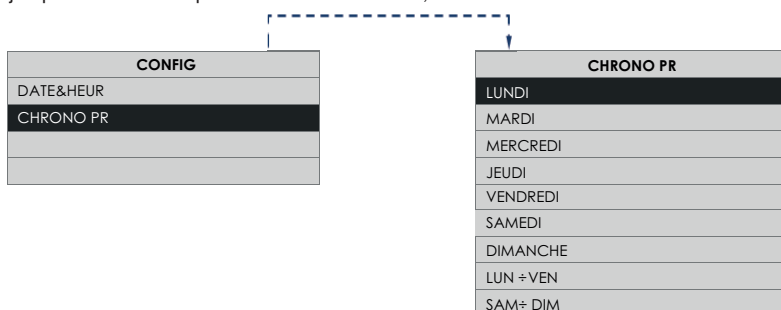 CONFIG
DATE&HEUR
CHRONO PR
CHRONO PR
LUNDI
MARDI
MERCREDI
JEUDI
VENDREDI
SAMEDI
DIMANCHE
LUN ÷VEN
SAM÷ DIM